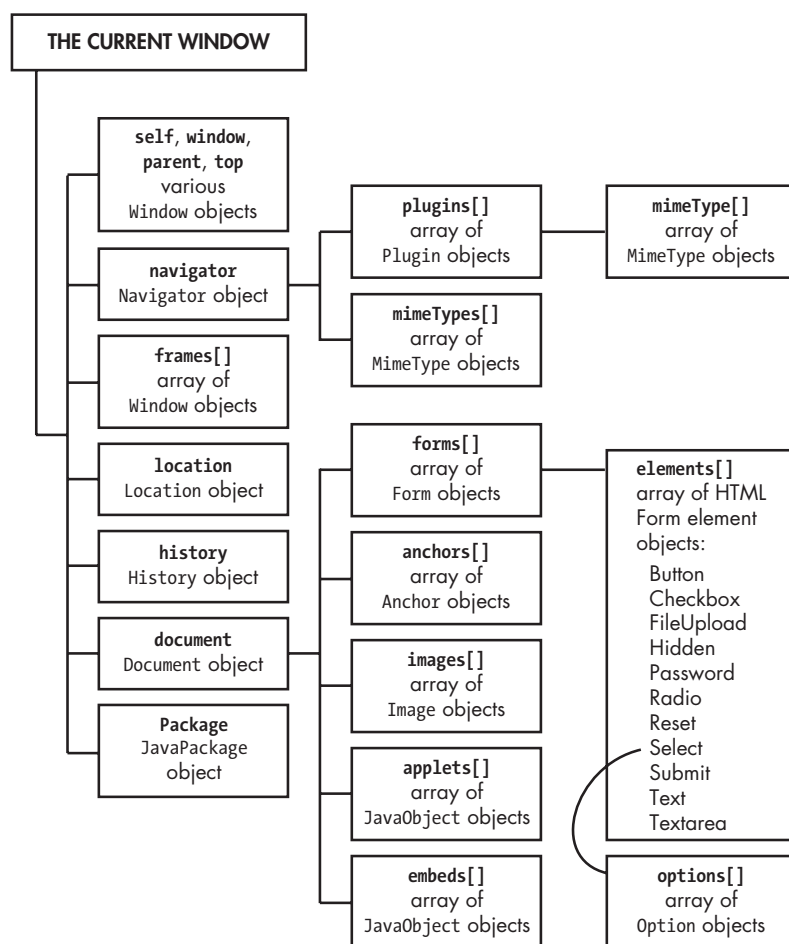 THE CURRENT WINDOW
self, window,
parent, top
various
Window objects
navigator
Navigator object
frames[]
array of
Window objects
location
Location object
history
History object
document
Document object
Package
JavaPackage
object
plugins[]
array of
Plugin objects
mimeTypes[]
array of
MimeType objects
mimeType[]
array of
MimeType objects
forms[]
array of
Form objects
anchors[]
array of
Anchor objects
images[]
array of
Image objects
applets[]
array of
JavaObject objects
embeds[]
array of
JavaObject objects
elements[]
array of HTML
Form element
objects:
Button
Checkbox
FileUpload
Hidden
Password
Radio
Reset
Select
Submit
Text
Textarea
options[]
array of
Option objects